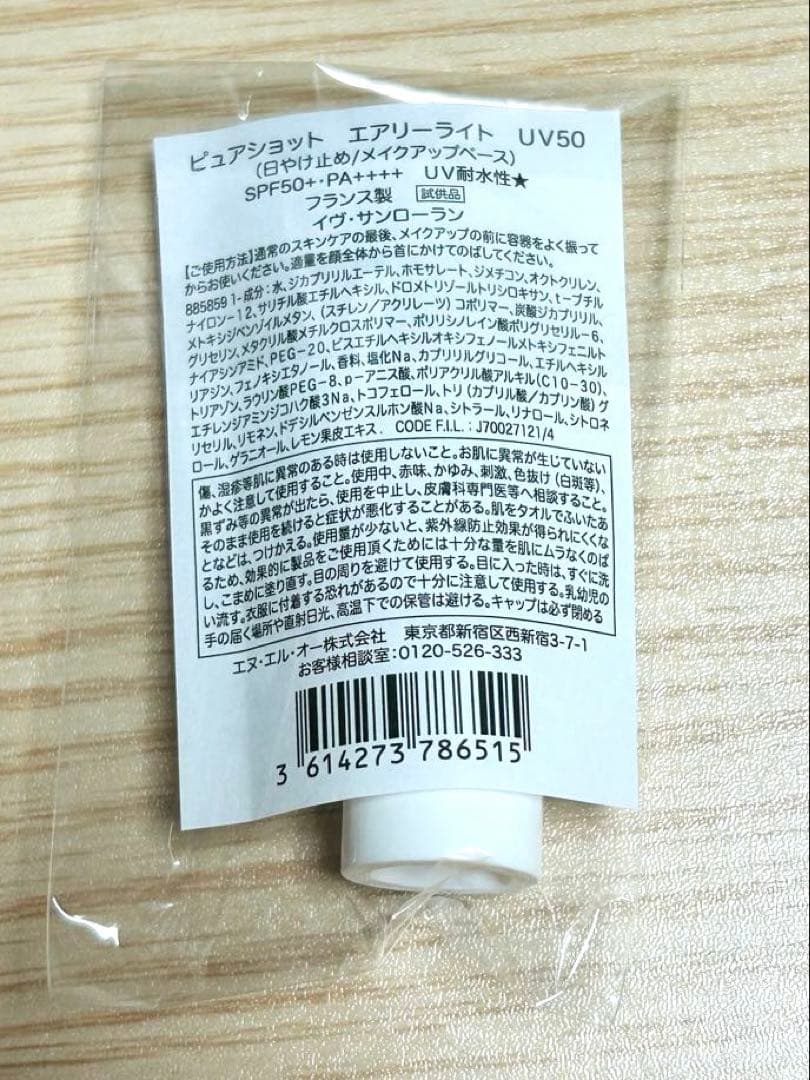 ピュアショット　エアリーライト　UV50
(日やけ止め/メイクアップベース)
SPF50+・PA++++　UV耐水性★
フランス製　試供品
イヴ・サンローラン
【ご使用方法】通常のスキンケアの最後、メイクアップの前に容器をよく振って
からお使いください。適量を顔全体から首にかけてのばしてください。
885859 1-成分：水、ジカプリリルエーテル、ホモサレート、ジメチコン、オクトクリレン、
ナイロン-12、サリチル酸エチルヘキシル、ドロメトリゾールトリシロキサン、t-ブチル
メトキシジベンゾイルメタン、(スチレン/アクリレーツ)コポリマー、炭酸ジカプリリル、
グリセリン、メタクリル酸メチルクロスポリマー、ポリリシノレイン酸ポリグリセリル-6、
ナイアシンアミド、PEG-20、ビスエチルヘキシルオキシフェノールメトキシフェニルト
リアジン、フェノキシエタノール、香料、塩化Na、カプリリルグリコール、エチルヘキシル
トリアゾン、ラウリン酸PEG-8、p-アニス酸、ポリアクリル酸アルキル(C10-30)、
エチレンジアミンジコハク酸3Na、トコフェロール、トリ(カプリル酸/カプリン酸)グ
リセリル、リモネン、ドデシルベンゼンスルホン酸Na、シトラール、リナロール、シトロネ
ロール、ゲラニオール、レモン果皮エキス． CODE F.I.L.：J70027121/4
傷、湿疹等肌に異常のある時は使用しないこと。お肌に異常が生じていない
かよく注意して使用すること。使用中、赤味、かゆみ、刺激、色抜け(白斑等)、
黒ずみ等の異常が出たら、使用を中止し、皮膚科専門医等へ相談すること。
そのまま使用を続けると症状が悪化することがある。肌をタオルでふいたあ
となどは、つけかえる。使用量が少ないと、紫外線防止効果が得られにくくな
るため、効果的に製品をご使用頂くためには十分な量を肌にムラなくのば
し、こまめに塗り直す。目の周りを避けて使用する。目に入った時は、すぐに洗
い流す。衣服に付着する恐れがあるので十分に注意して使用する。乳幼児の
手の届く場所や直射日光、高温下での保管は避ける。キャップは必ず閉める
エヌ・エル・オー株式会社　東京都新宿区西新宿3-7-1
お客様相談室：0120-526-333
3 614273 786515